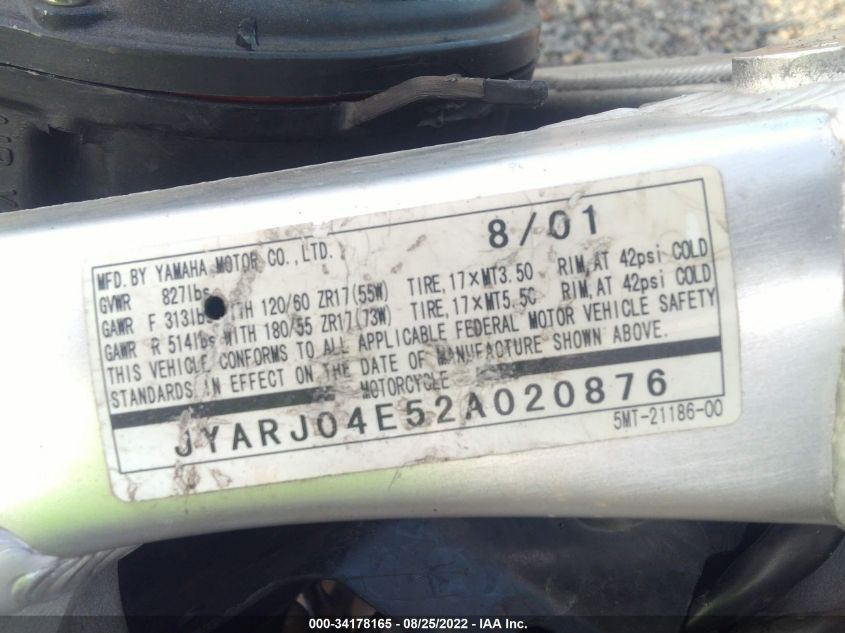 8/01
MFD. BY YAMAHA MOTOR CO., LTD.
GVWR 827lbs
GAWR F 313lbs WITH 120/60 ZR17(55W) TIRE, 17×MT3.50 RIM, AT 42psi COLD
GAWR R 514lbs WITH 180/55 ZR17(73W) TIRE, 17×MT5.50 RIM, AT 42psi COLD
THIS VEHICLE CONFORMS TO ALL APPLICABLE FEDERAL MOTOR VEHICLE SAFETY
STANDARDS IN EFFECT ON THE DATE OF MANUFACTURE SHOWN ABOVE.
MOTORCYCLE
JYARJ04E52A020876
5MT-21186-00
000-34178165 - 08/25/2022 - IAA Inc.